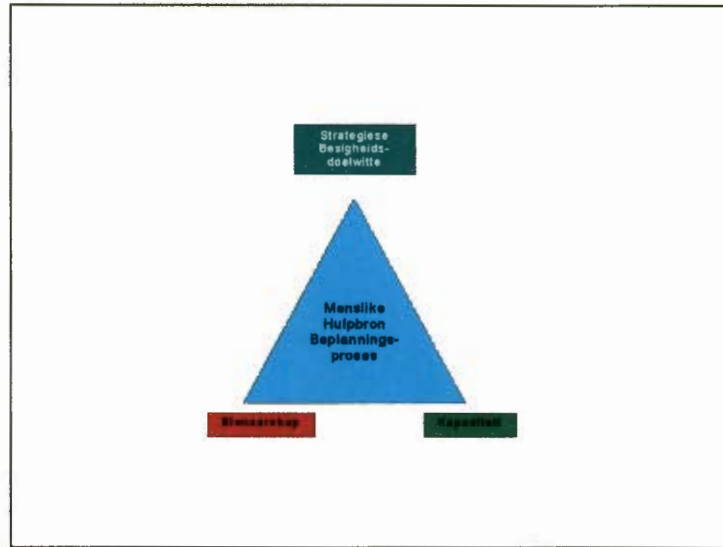 Strategiese
Besigheids-
doelwitte
Menslike
Hulpbron
Beplannings-
proses
Kapasiteit